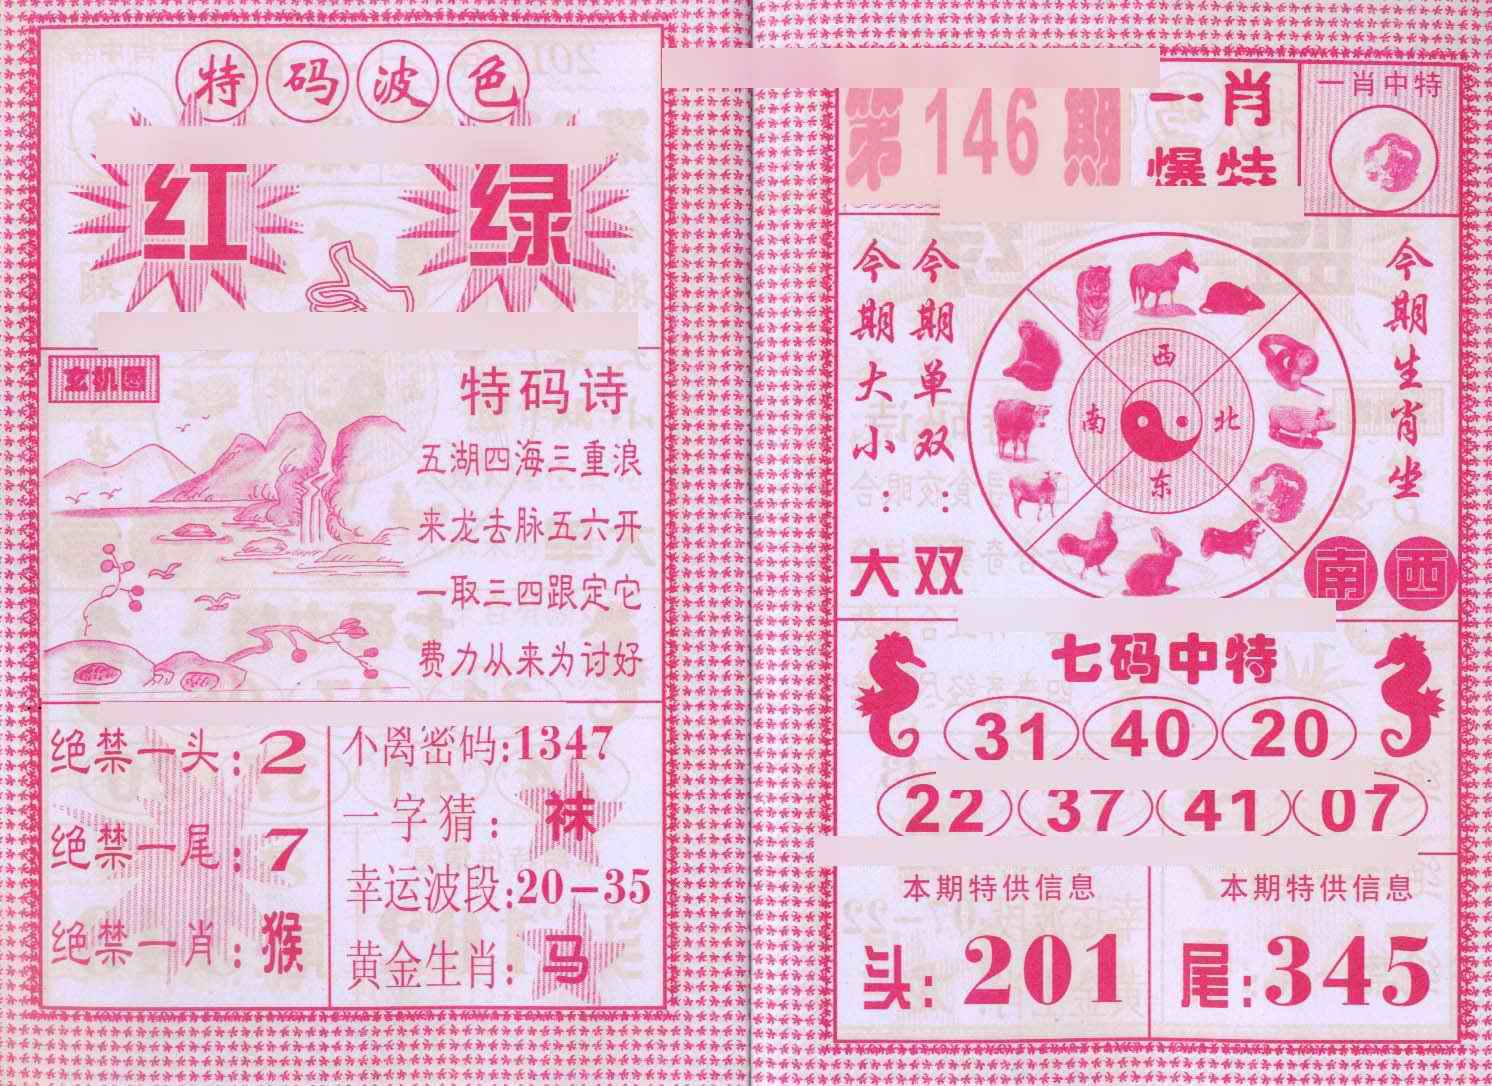 特码波色
红 绿
玄机图
特码诗
五湖四海三重浪
来龙去脉五六开
一取三四跟定它
费力从来为讨好
绝禁一头:2
绝禁一尾:7
绝禁一肖:猴
不离密码:1347
一字猜:袜
幸运波段:20-35
黄金生肖:马
第146期
一肖
爆特
一肖中特
今期大小:大
今期单双:双
西
南 北
东
今期生肖坐
南 西
七码中特
31 40 20
22 37 41 07
本期特供信息
头:201
本期特供信息
尾:345